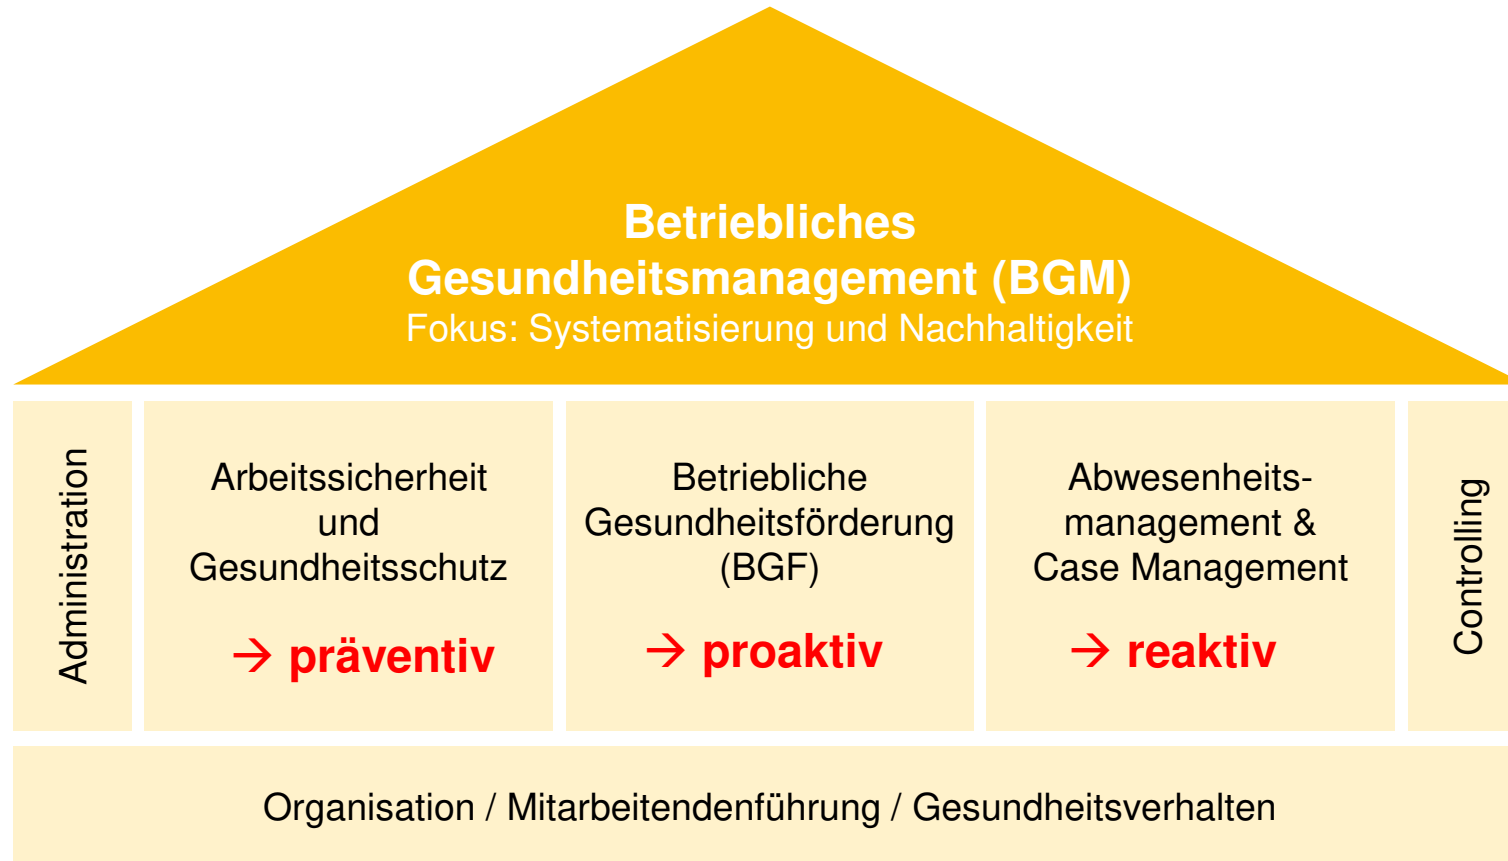 Betriebliches
Gesundheitsmanagement (BGM)
Fokus: Systematisierung und Nachhaltigkeit
Administration
Arbeitssicherheit
und
Gesundheitsschutz
→ präventiv
Betriebliche
Gesundheitsförderung
(BGF)
→ proaktiv
Abwesenheits-
management &
Case Management
→ reaktiv
Controlling
Organisation / Mitarbeitendenführung / Gesundheitsverhalten